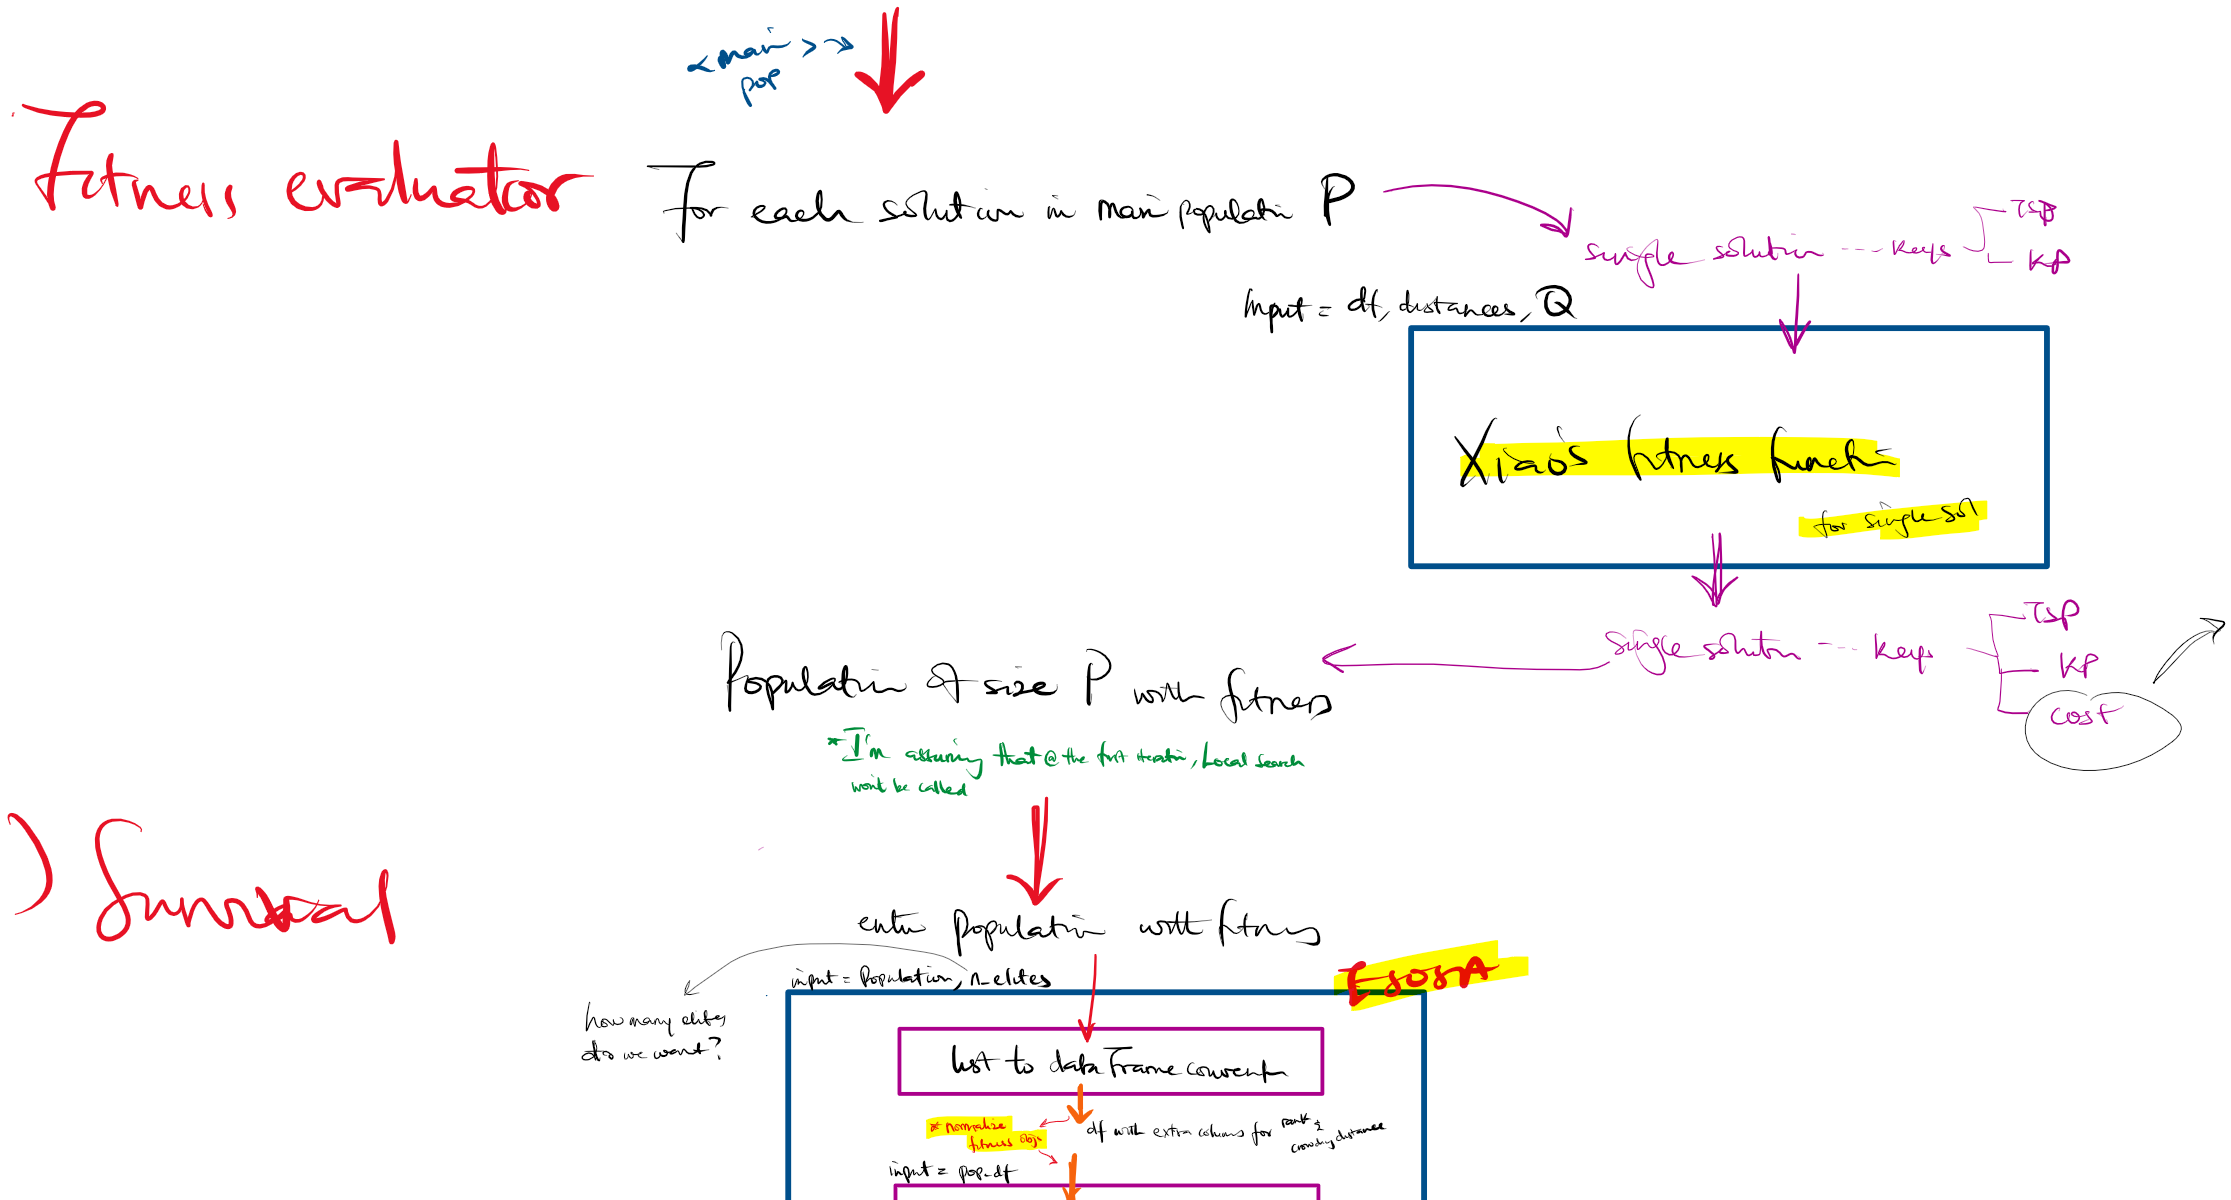 <main > →
pop
Fitness evaluator
For each solution in main population P
single solution --- keys
TSP
KP
Input = df, distances, Q
Xiao's fitness function
for single sol
single solution --- keys
TSP
KP
cost
Population of size P with fitness
* I'm assuming that @ the first iteration, Local search
won't be called
) Survival
enter population with fitness
input = Population, n_elites
ESOSA
how many elites
do we want?
list to dataFrame converter
* normalize
fitness objs
df with extra columns for rank &
crowding distance
input = pop_df